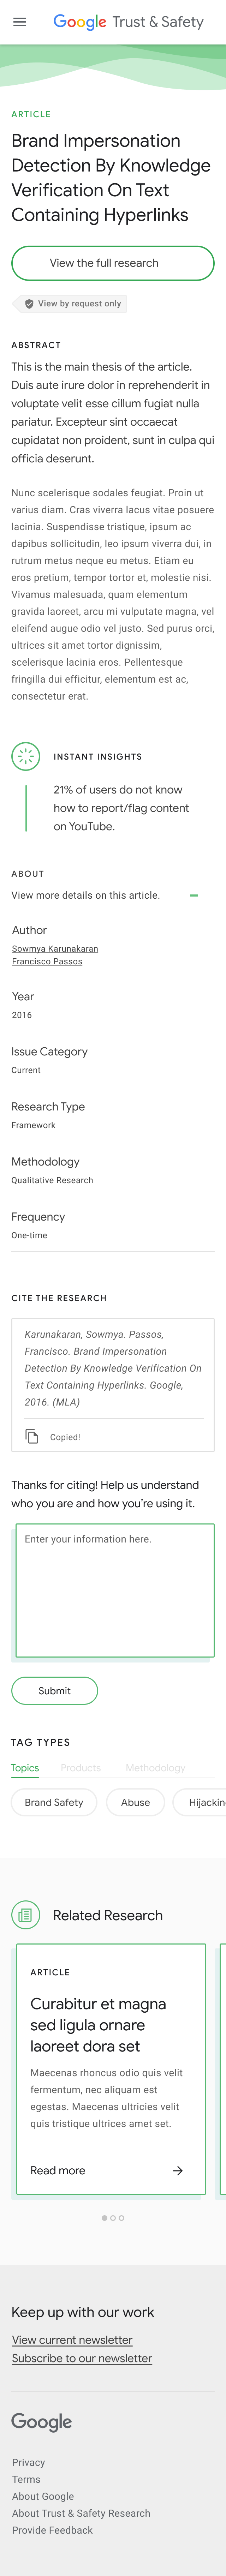 Google Trust & Safety
ARTICLE
Brand Impersonation
Detection By Knowledge
Verification On Text
Containing Hyperlinks
View the full research
View by request only
ABSTRACT
This is the main thesis of the article.
Duis aute irure dolor in reprehenderit in
voluptate velit esse cillum fugiat nulla
pariatur. Excepteur sint occaecat
cupidatat non proident, sunt in culpa qui
officia deserunt.
Nunc scelerisque sodales feugiat. Proin ut
varius diam. Cras viverra lacus vitae posuere
lacinia. Suspendisse tristique, ipsum ac
dapibus sollicitudin, leo ipsum viverra dui, in
rutrum metus neque eu metus. Etiam eu
eros pretium, tempor tortor et, molestie nisi.
Vivamus malesuada, quam elementum
gravida laoreet, arcu mi vulputate magna, vel
eleifend augue odio vel justo. Sed purus orci,
ultrices sit amet tortor dignissim,
scelerisque lacinia eros. Pellentesque
fringilla dui efficitur, elementum est ac,
consectetur erat.
INSTANT INSIGHTS
21% of users do not know
how to report/flag content
on YouTube.
ABOUT
View more details on this article.
Author
Sowmya Karunakaran
Francisco Passos
Year
2016
Issue Category
Current
Research Type
Framework
Methodology
Qualitative Research
Frequency
One-time
CITE THE RESEARCH
Karunakaran, Sowmya. Passos,
Francisco. Brand Impersonation
Detection By Knowledge Verification On
Text Containing Hyperlinks. Google,
2016. (MLA)
Copied!
Thanks for citing! Help us understand
who you are and how you're using it.
Enter your information here.
Submit
TAG TYPES
Topics Products Methodology
Brand Safety Abuse Hijackin
Related Research
ARTICLE
Curabitur et magna
sed ligula ornare
laoreet dora set
Maecenas rhoncus odio quis velit
fermentum, nec aliquam est
egestas. Maecenas ultricies velit
quis tristique ultrices amet set.
Read more
Keep up with our work
View current newsletter
Subscribe to our newsletter
Google
Privacy
Terms
About Google
About Trust & Safety Research
Provide Feedback